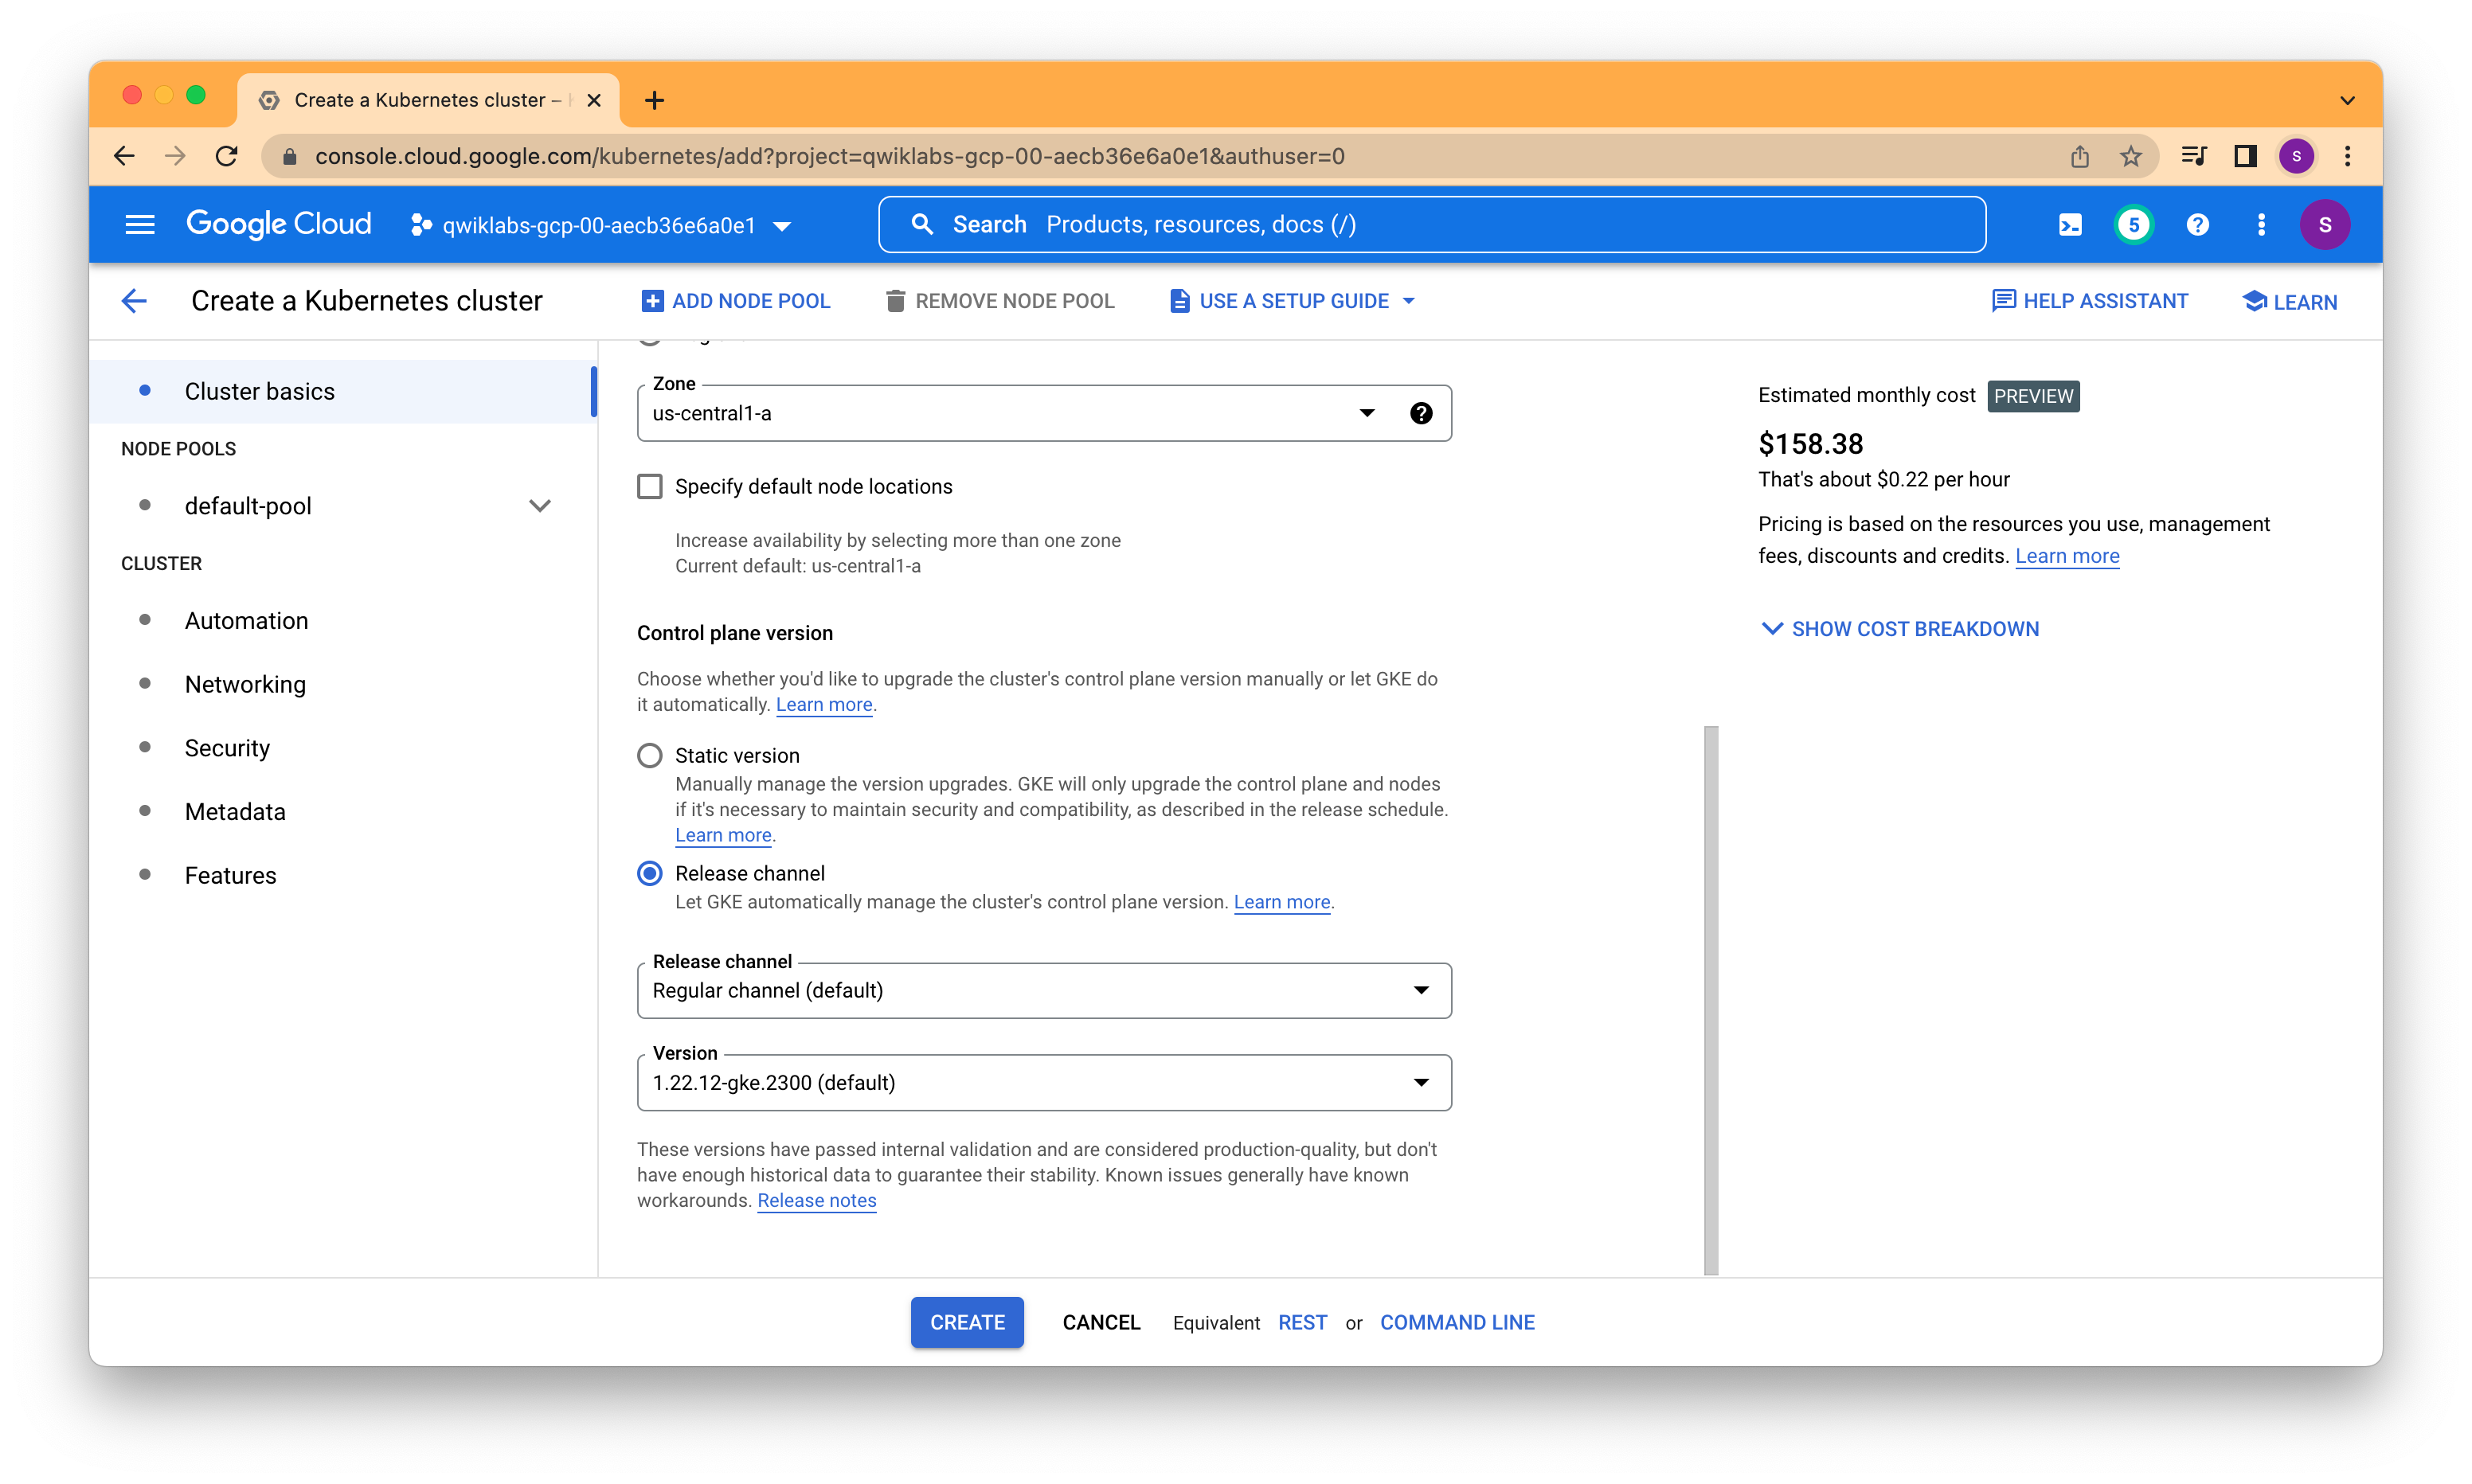 Create a Kubernetes cluster –
console.cloud.google.com/kubernetes/add?project=qwiklabs-gcp-00-aecb36e6a0e1&authuser=0
S
Google Cloud
qwiklabs-gcp-00-aecb36e6a0e1
Search Products, resources, docs (/)
5
?
S
Create a Kubernetes cluster
ADD NODE POOL
REMOVE NODE POOL
USE A SETUP GUIDE
HELP ASSISTANT
LEARN
Cluster basics
NODE POOLS
default-pool
CLUSTER
Automation
Networking
Security
Metadata
Features
Zone
us-central1-a
?
Specify default node locations
Increase availability by selecting more than one zone
Current default: us-central1-a
Control plane version
Choose whether you'd like to upgrade the cluster's control plane version manually or let GKE do
it automatically. Learn more.
Static version
Manually manage the version upgrades. GKE will only upgrade the control plane and nodes
if it's necessary to maintain security and compatibility, as described in the release schedule.
Learn more.
Release channel
Let GKE automatically manage the cluster's control plane version. Learn more.
Release channel
Regular channel (default)
Version
1.22.12-gke.2300 (default)
These versions have passed internal validation and are considered production-quality, but don't
have enough historical data to guarantee their stability. Known issues generally have known
workarounds. Release notes
Estimated monthly cost PREVIEW
$158.38
That's about $0.22 per hour
Pricing is based on the resources you use, management
fees, discounts and credits. Learn more
SHOW COST BREAKDOWN
CREATE
CANCEL
Equivalent REST or COMMAND LINE